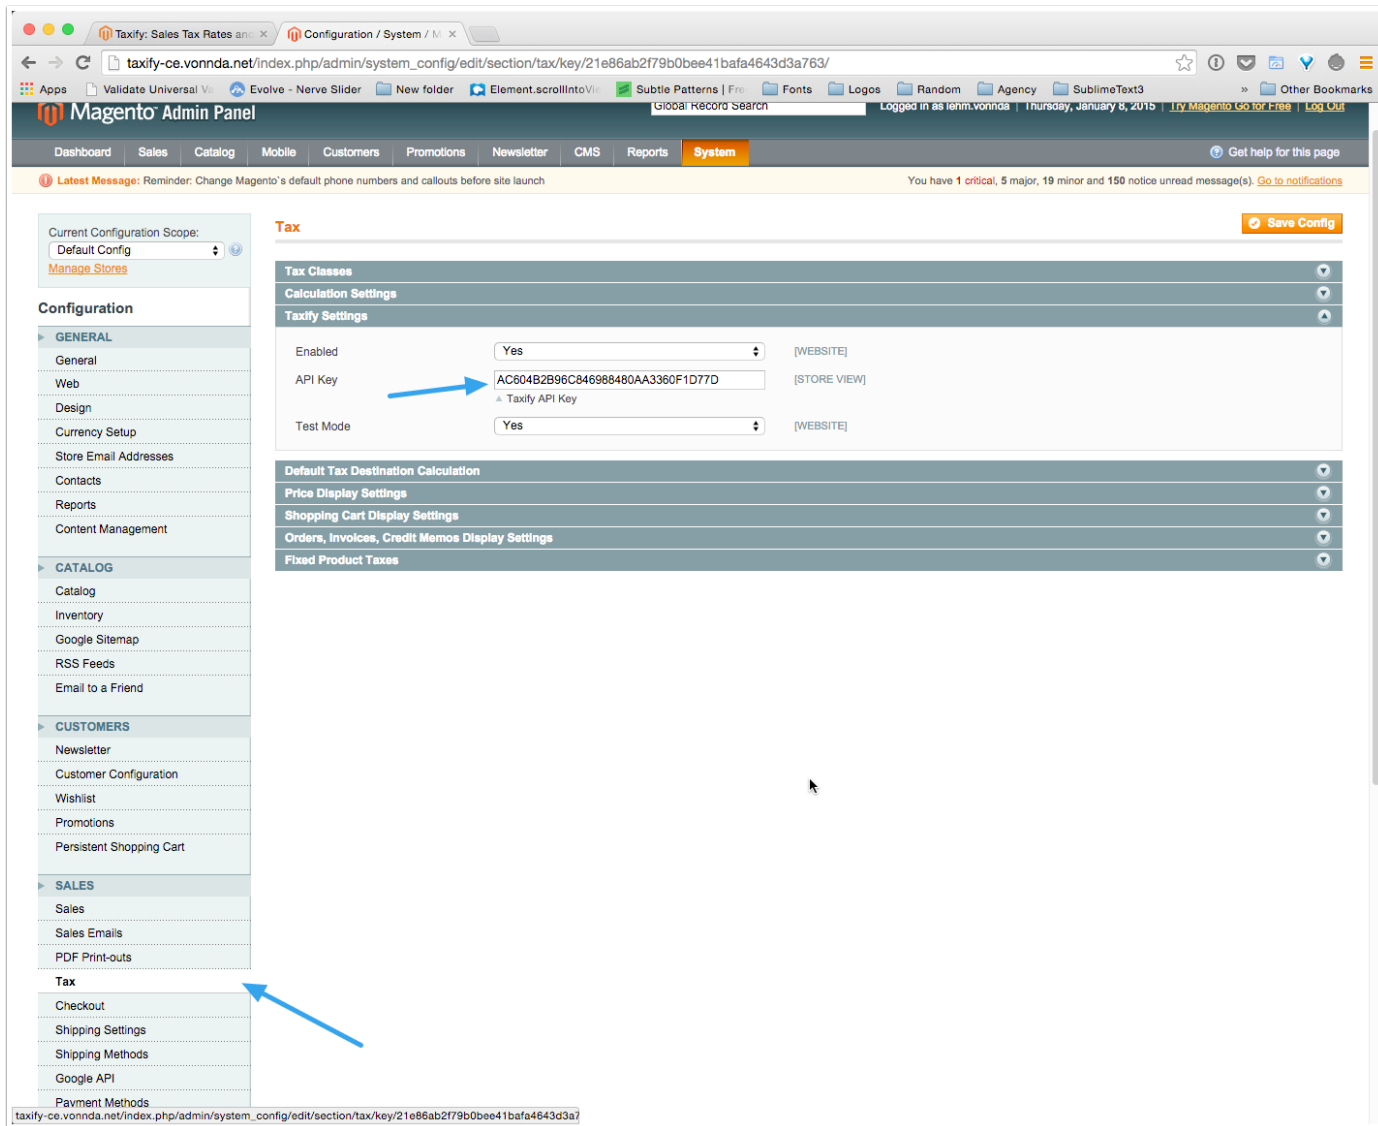 Taxify: Sales Tax Rates and
Configuration / System / M
taxify-ce.vonnda.net/index.php/admin/system_config/edit/section/tax/key/21e86ab2f79b0bee41bafa4643d3a763/
Apps Validate Universal Va Evolve - Nerve Slider New folder Element.scrollIntoVie Subtle Patterns | Fre Fonts Logos Random Agency SublimeText3 » Other Bookmarks
Magento Admin Panel
Global Record Search
Logged in as lehm.vonnda | Thursday, January 8, 2015 | Try Magento Go for Free | Log Out
Dashboard Sales Catalog Mobile Customers Promotions Newsletter CMS Reports System Get help for this page
Latest Message: Reminder: Change Magento`s default phone numbers and callouts before site launch
You have 1 critical, 5 major, 19 minor and 150 notice unread message(s). Go to notifications
Current Configuration Scope:
Default Config
Manage Stores
Configuration
GENERAL
General
Web
Design
Currency Setup
Store Email Addresses
Contacts
Reports
Content Management
CATALOG
Catalog
Inventory
Google Sitemap
RSS Feeds
Email to a Friend
CUSTOMERS
Newsletter
Customer Configuration
Wishlist
Promotions
Persistent Shopping Cart
SALES
Sales
Sales Emails
PDF Print-outs
Tax
Checkout
Shipping Settings
Shipping Methods
Google API
Payment Methods
Tax
Save Config
Tax Classes
Calculation Settings
Taxify Settings
Enabled Yes [WEBSITE]
API Key AC604B2B96C846988480AA3360F1D77D [STORE VIEW]
Taxify API Key
Test Mode Yes [WEBSITE]
Default Tax Destination Calculation
Price Display Settings
Shopping Cart Display Settings
Orders, Invoices, Credit Memos Display Settings
Fixed Product Taxes
taxify-ce.vonnda.net/index.php/admin/system_config/edit/section/tax/key/21e86ab2f79b0bee41bafa4643d3a7